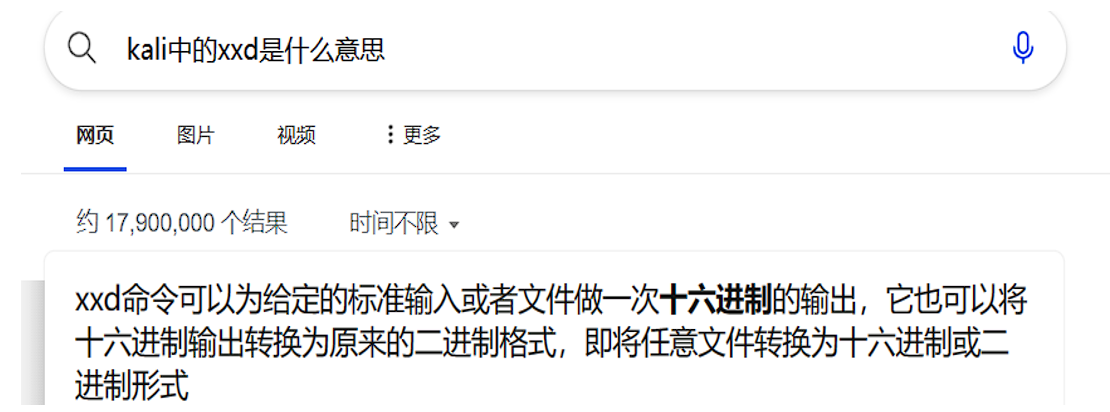 kali中的xxd是什么意思
网页 图片 视频 更多
约 17,900,000 个结果 时间不限
xxd命令可以为给定的标准输入或者文件做一次十六进制的输出，它也可以将
十六进制输出转换为原来的二进制格式，即将任意文件转换为十六进制或二
进制形式